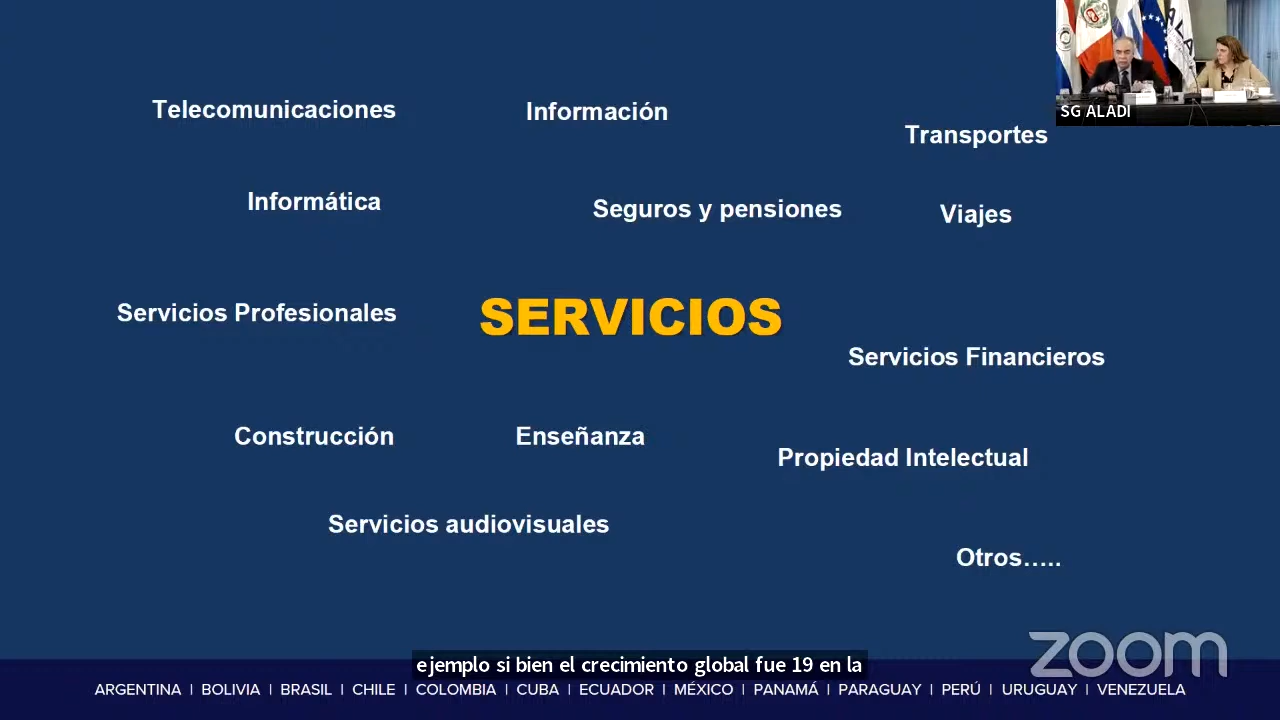 SG ALADI
Telecomunicaciones
Información
Transportes
Informática
Seguros y pensiones
Viajes
Servicios Profesionales
SERVICIOS
Servicios Financieros
Construcción
Enseñanza
Propiedad Intelectual
Servicios audiovisuales
Otros…..
zoom
ejemplo si bien el crecimiento global fue 19 en la
ARGENTINA | BOLIVIA | BRASIL | CHILE | COLOMBIA | CUBA | ECUADOR | MÉXICO | PANAMÁ | PARAGUAY | PERÚ | URUGUAY | VENEZUELA